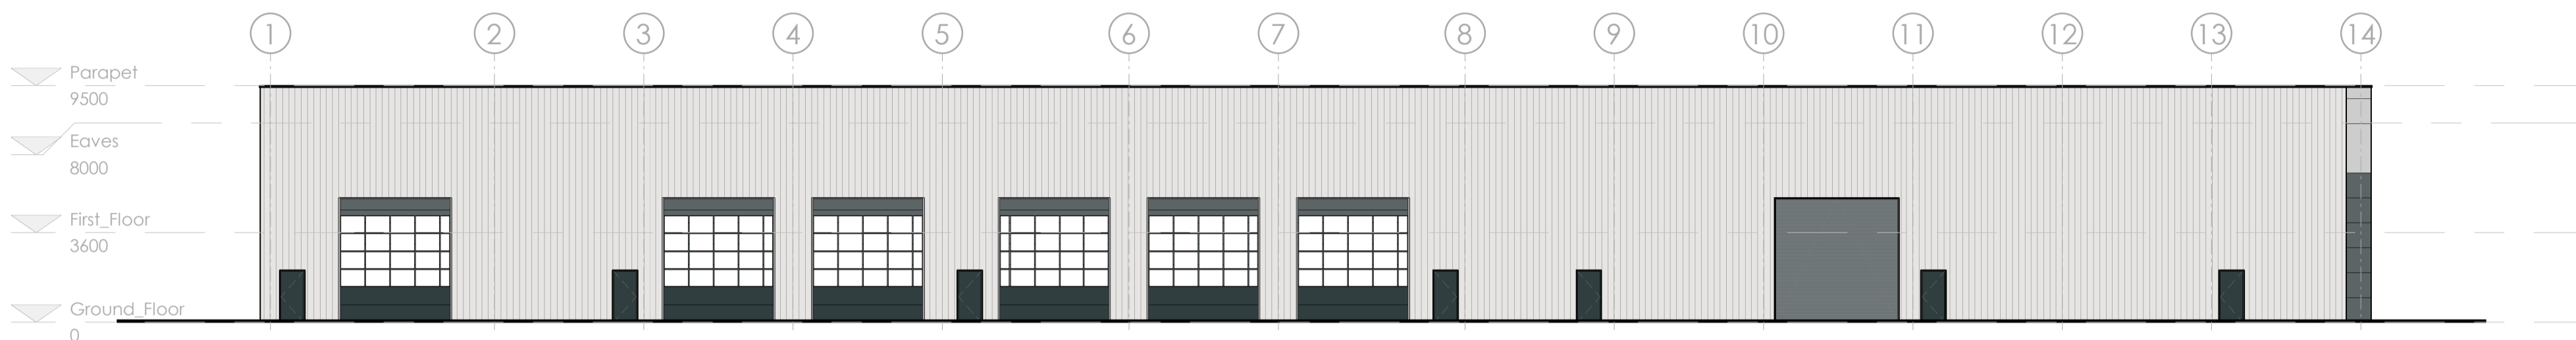 1 2 3 4 5 6 7 8 9 10 11 12 13 14
Parapet
9500
Eaves
8000
First_Floor
3600
Ground_Floor
0